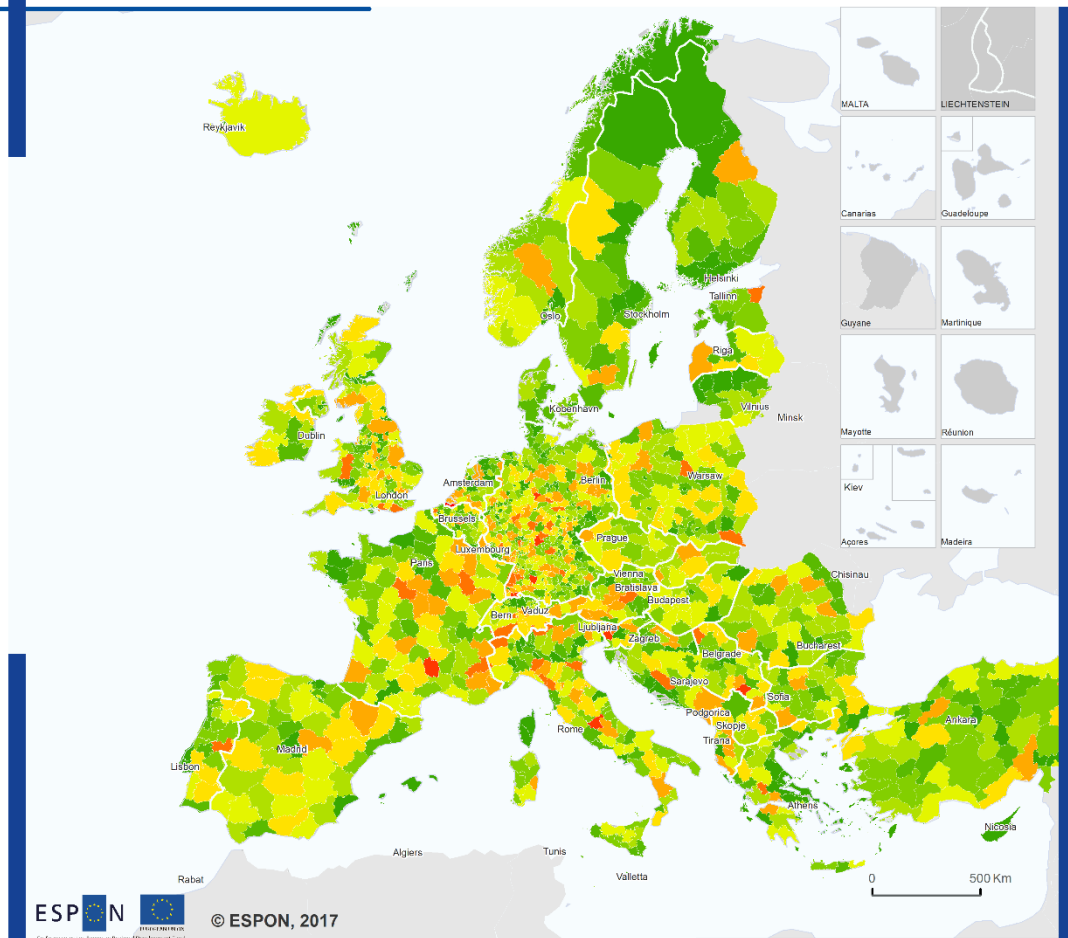 MALTA
LIECHTENSTEIN
Reykjavik
Canarias
Guadeloupe
Helsinki
Tallinn
Oslo
Stockholm
Guyane
Martinique
Riga
Kobenhavn
Vilnius
Minsk
Dublin
Mayotte
Réunion
Amsterdam
Berlin
Warsaw
London
Kiev
Brussels
Prague
Luxembourg
Açores
Madeira
Paris
Vienna
Chisinau
Bratislava
Budapest
Bern
Vaduz
Ljubljana
Zagreb
Bucharest
Belgrade
Sarajevo
Sofia
Podgorica
Ankara
Skopje
Rome
Tirana
Madrid
Lisbon
Athens
Nicosia
Algiers
Tunis
Rabat
Valletta
0 500 Km
ESPON
© ESPON, 2017